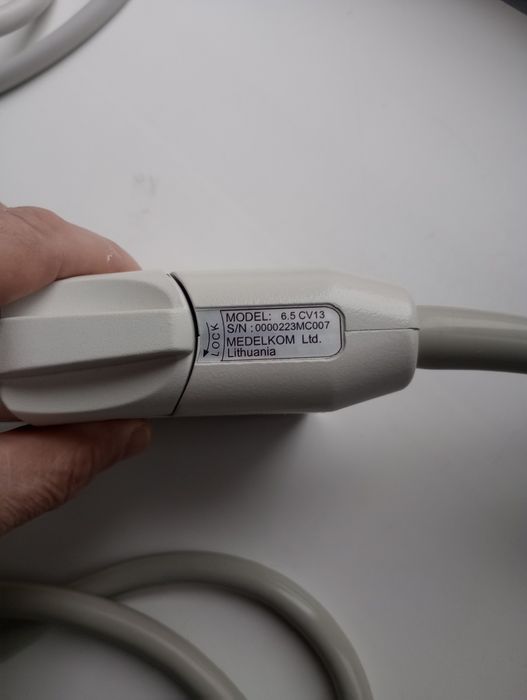 LOCK
MODEL: 6.5 CV13
S/N :0000223MC007
MEDELKOM Ltd.
Lithuania